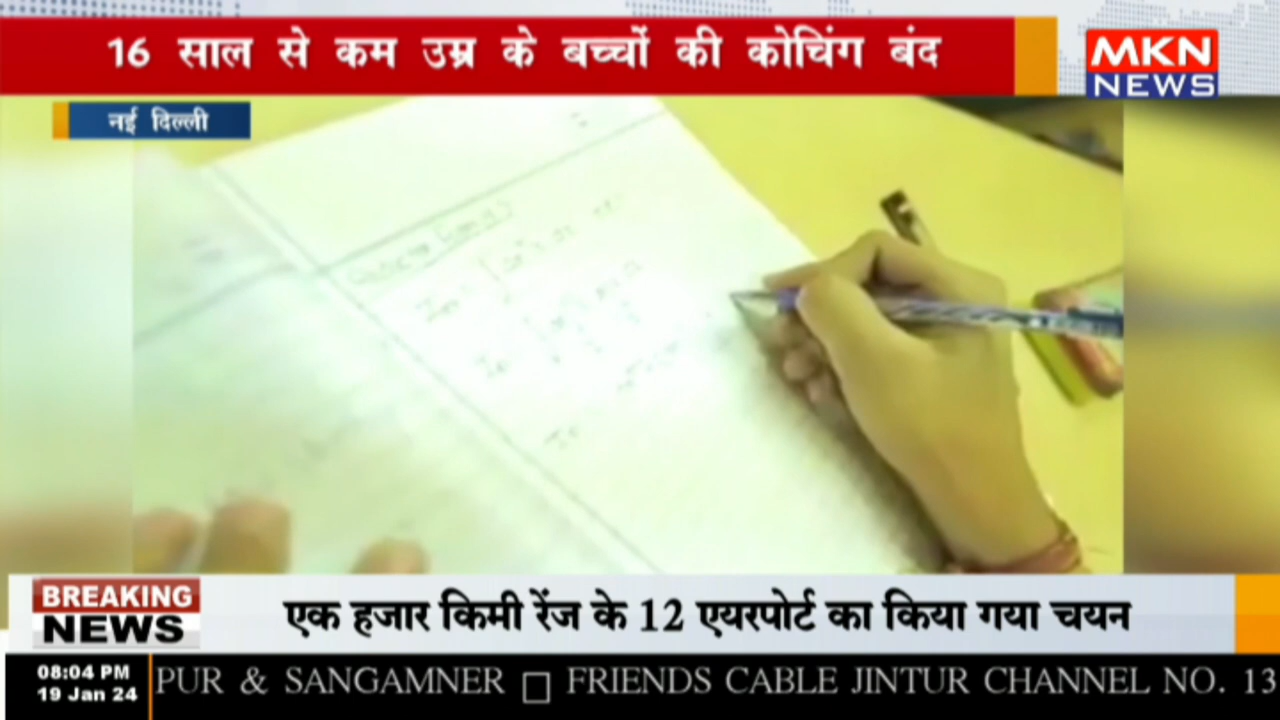 16 साल से कम उम्र के बच्चों की कोचिंग बंद
MKN
NEWS
नई दिल्ली
BREAKING
NEWS
एक हजार किमी रेंज के 12 एयरपोर्ट का किया गया चयन
08:04 PM
19 Jan 24
PUR & SANGAMNER □ FRIENDS CABLE JINTUR CHANNEL NO. 13